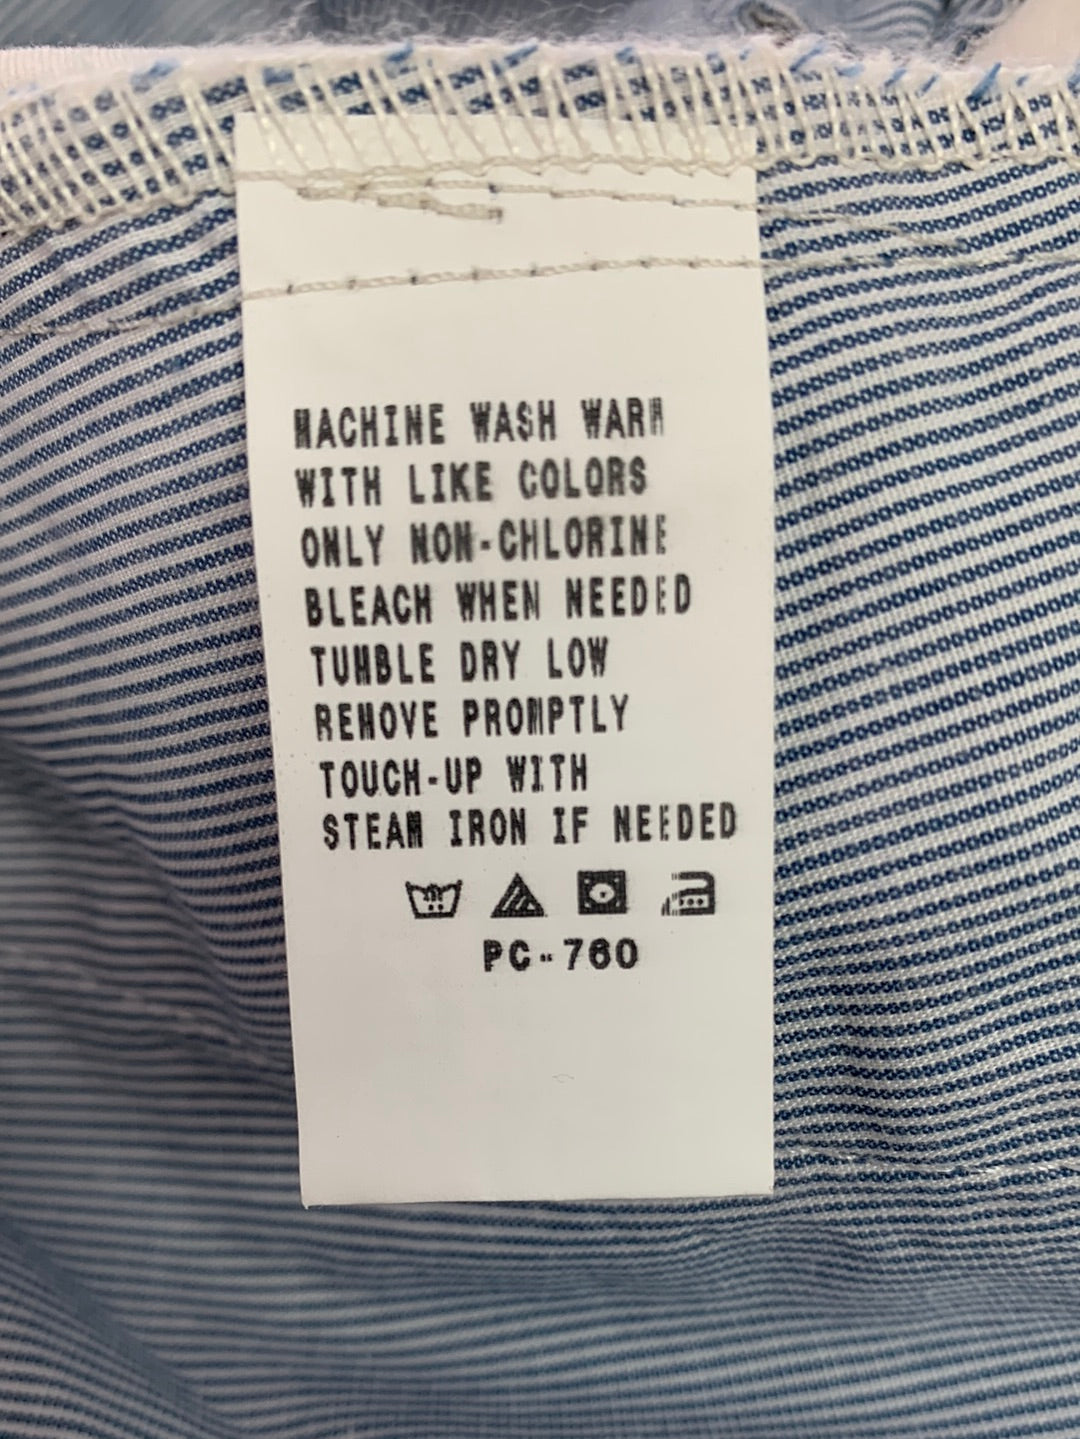 MACHINE WASH WARM
WITH LIKE COLORS
ONLY NON-CHLORINE
BLEACH WHEN NEEDED
TUMBLE DRY LOW
REMOVE PROMPTLY
TOUCH-UP WITH
STEAM IRON IF NEEDED
PC-760